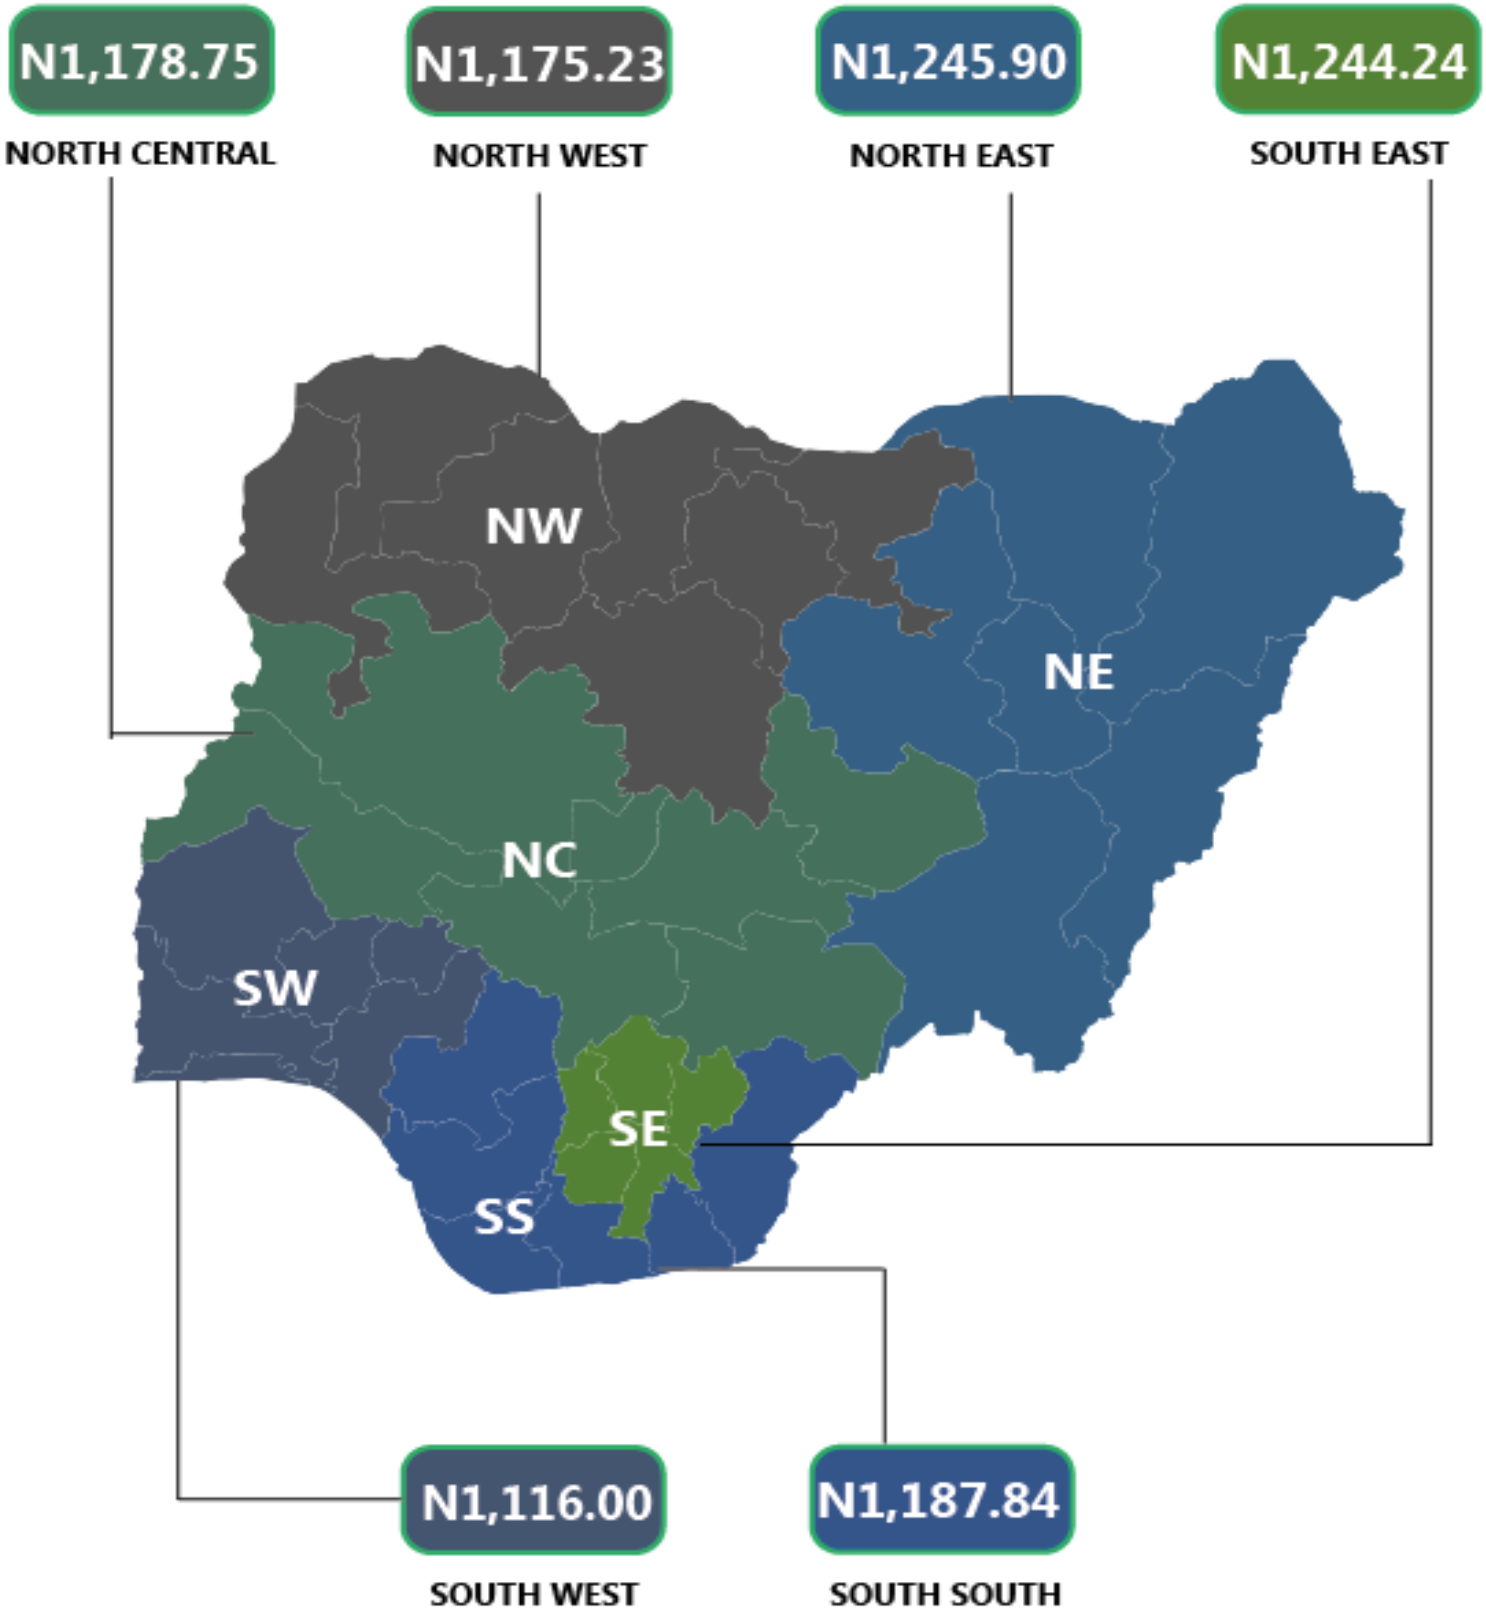 N1,178.75
NORTH CENTRAL
N1,175.23
NORTH WEST
N1,245.90
NORTH EAST
N1,244.24
SOUTH EAST
NW
NE
NC
SW
SE
SS
N1,116.00
SOUTH WEST
N1,187.84
SOUTH SOUTH